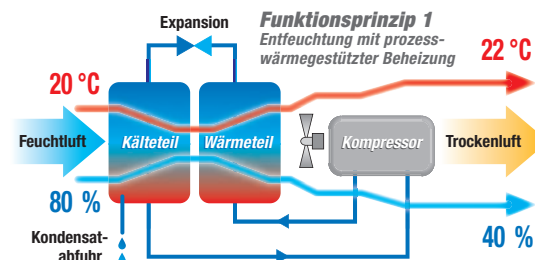 Expansion
Funktionsprinzip 1
Entfeuchtung mit prozess-
wärmegestützter Beheizung
20 °C
22 °C
Feuchtluft
Kälteteil
Wärmeteil
Kompressor
Trockenluft
80 %
40 %
Kondensat-
abfuhr